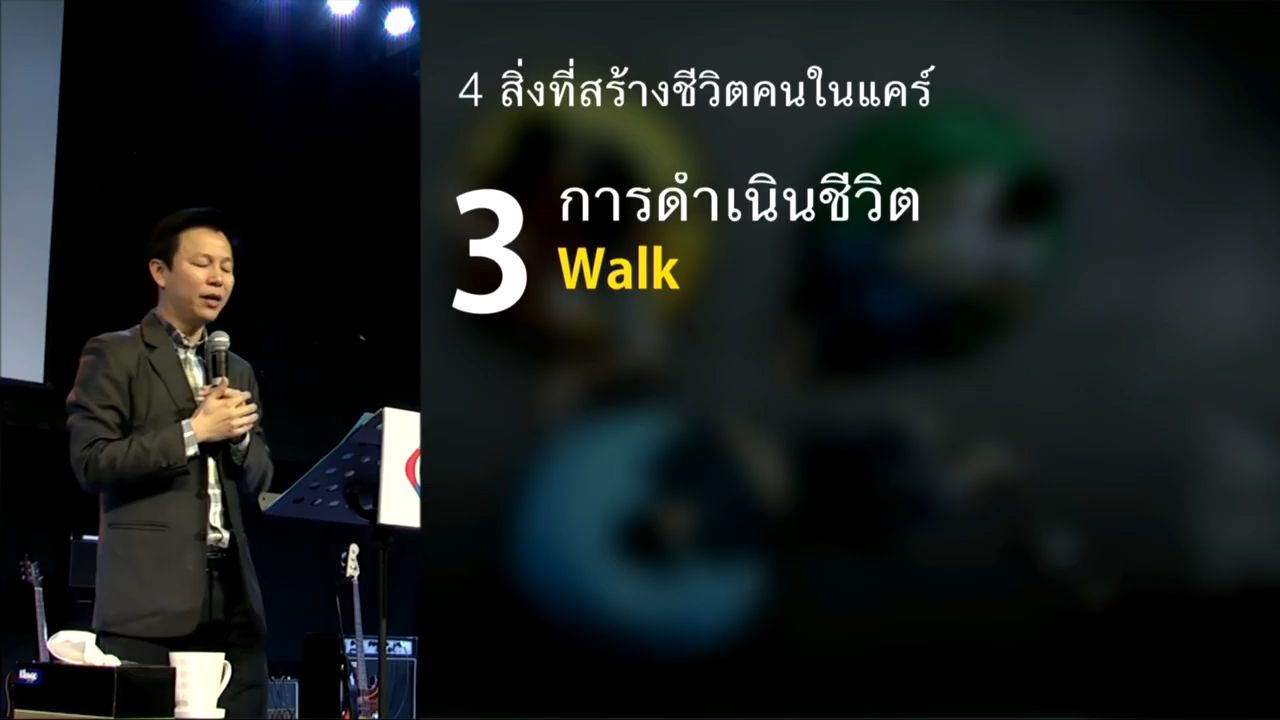 4 สิ่งที่สร้างชีวิตคนในแคร์
3
การดำเนินชีวิต
Walk